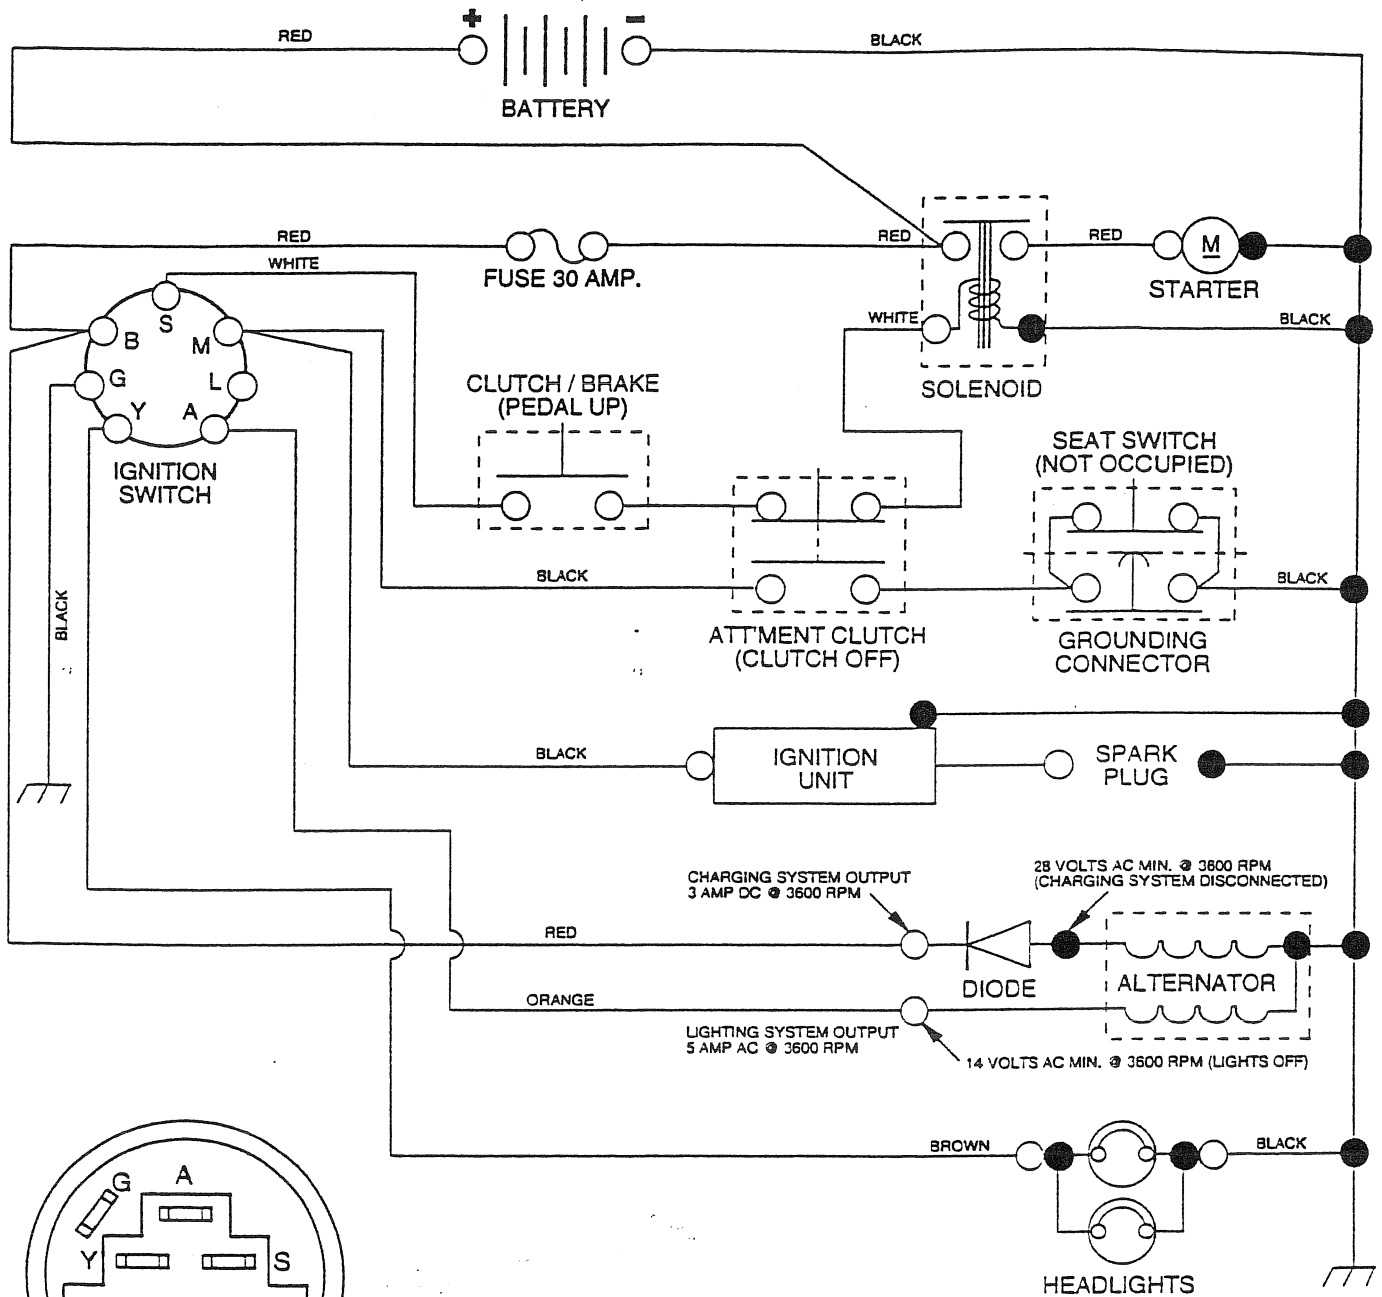 + -
RED
BLACK
BATTERY
RED
WHITE
FUSE 30 AMP.
RED
RED
M
STARTER
WHITE
BLACK
SOLENOID
S
B
M
G
L
Y
A
IGNITION
SWITCH
CLUTCH / BRAKE
(PEDAL UP)
SEAT SWITCH
(NOT OCCUPIED)
BLACK
BLACK
BLACK
ATT'MENT CLUTCH
(CLUTCH OFF)
GROUNDING
CONNECTOR
BLACK
IGNITION
UNIT
SPARK
PLUG
CHARGING SYSTEM OUTPUT
3 AMP DC @ 3600 RPM
28 VOLTS AC MIN. @ 3600 RPM
(CHARGING SYSTEM DISCONNECTED)
RED
DIODE
ALTERNATOR
ORANGE
LIGHTING SYSTEM OUTPUT
5 AMP AC @ 3600 RPM
14 VOLTS AC MIN. @ 3600 RPM (LIGHTS OFF)
BROWN
BLACK
HEADLIGHTS
G
A
Y
S